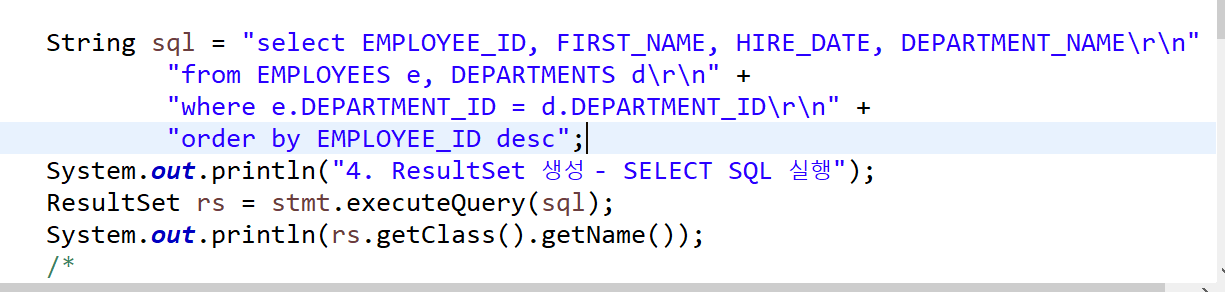 String sql = "select EMPLOYEE_ID, FIRST_NAME, HIRE_DATE, DEPARTMENT_NAME\r\n"
"from EMPLOYEES e, DEPARTMENTS d\r\n" +
"where e.DEPARTMENT_ID = d.DEPARTMENT_ID\r\n" +
"order by EMPLOYEE_ID desc";
System.out.println("4. ResultSet 생성 - SELECT SQL 실행");
ResultSet rs = stmt.executeQuery(sql);
System.out.println(rs.getClass().getName());
/*